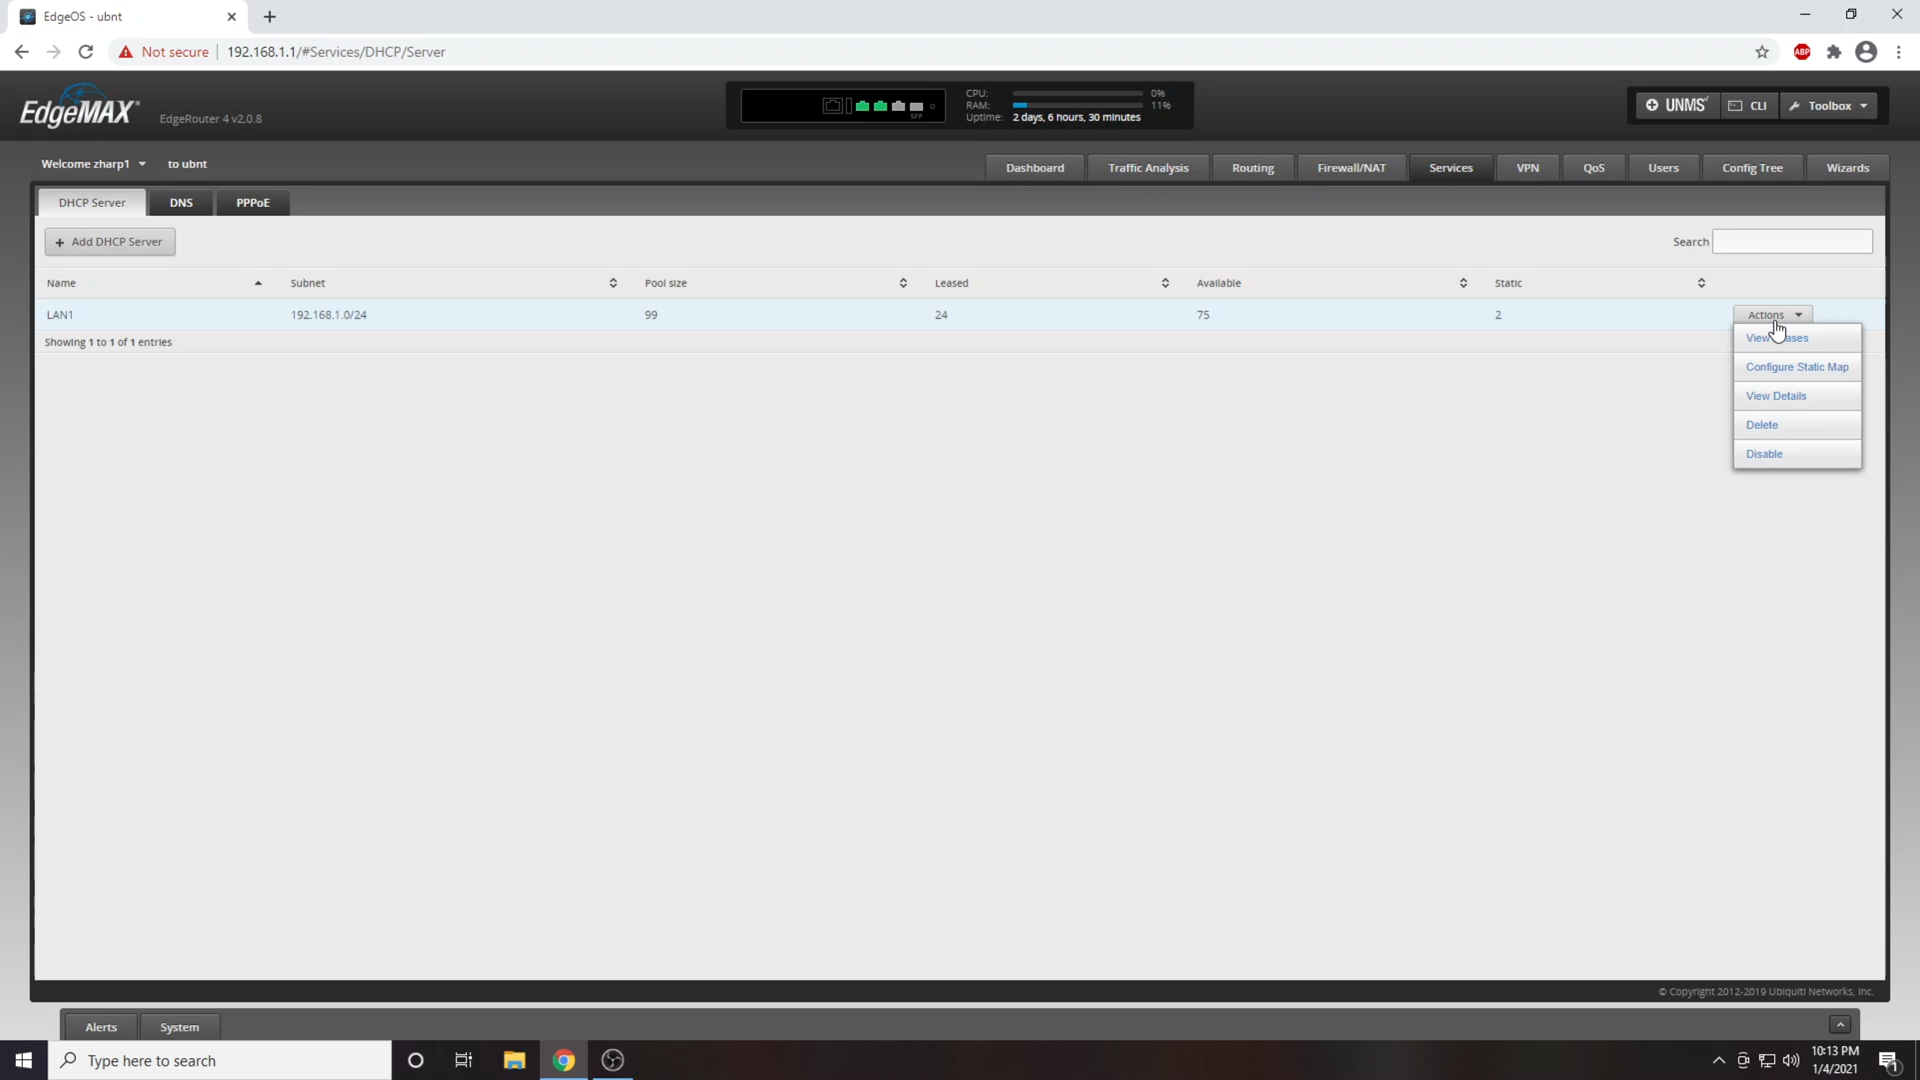 EdgeOS - ubnt
Not secure 192.168.1.1/#Services/DHCP/Server
ABP
EdgeMAX
EdgeRouter 4 v2.0.8
SFP
CPU: 0%
RAM: 11%
Uptime: 2 days, 6 hours, 30 minutes
UNMS CLI Toolbox
Welcome zharp1 to ubnt
Dashboard Traffic Analysis Routing Firewall/NAT Services VPN QoS Users Config Tree Wizards
DHCP Server DNS PPPoE
+ Add DHCP Server Search
Name Subnet Pool size Leased Available Static
LAN1 192.168.1.0/24 99 24 75 2 Actions
Showing 1 to 1 of 1 entries
View
Configure Static Map
View Details
Delete
Disable
© Copyright 2012-2019 Ubiquiti Networks, Inc.
Alerts System
Type here to search
10:13 PM
1/4/2021
1